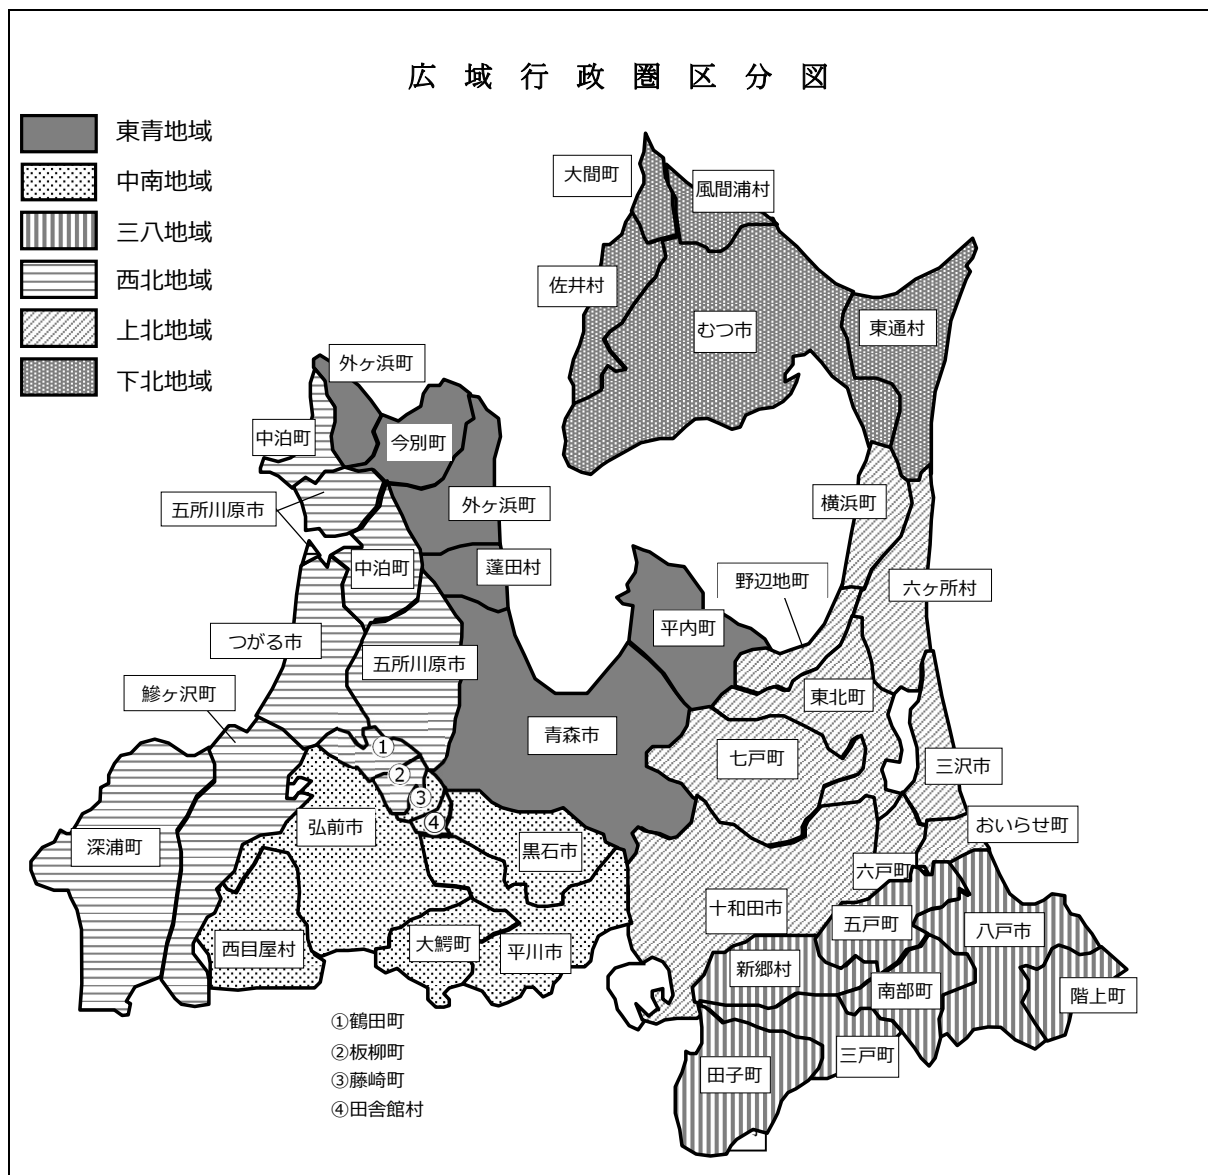 広域行政圏区分図
東青地域
中南地域
三八地域
西北地域
上北地域
下北地域
大間町
風間浦村
佐井村
むつ市
東通村
外ヶ浜町
中泊町
今別町
五所川原市
外ヶ浜町
横浜町
中泊町
蓬田村
野辺地町
六ヶ所村
つがる市
平内町
五所川原市
鰺ヶ沢町
東北町
青森市
①
七戸町
三沢市
②
③
④
弘前市
おいらせ町
深浦町
黒石市
六戸町
十和田市
五戸町
八戸市
西目屋村
大鰐町
平川市
新郷村
南部町
階上町
①鶴田町
②板柳町
三戸町
③藤崎町
田子町
④田舎館村